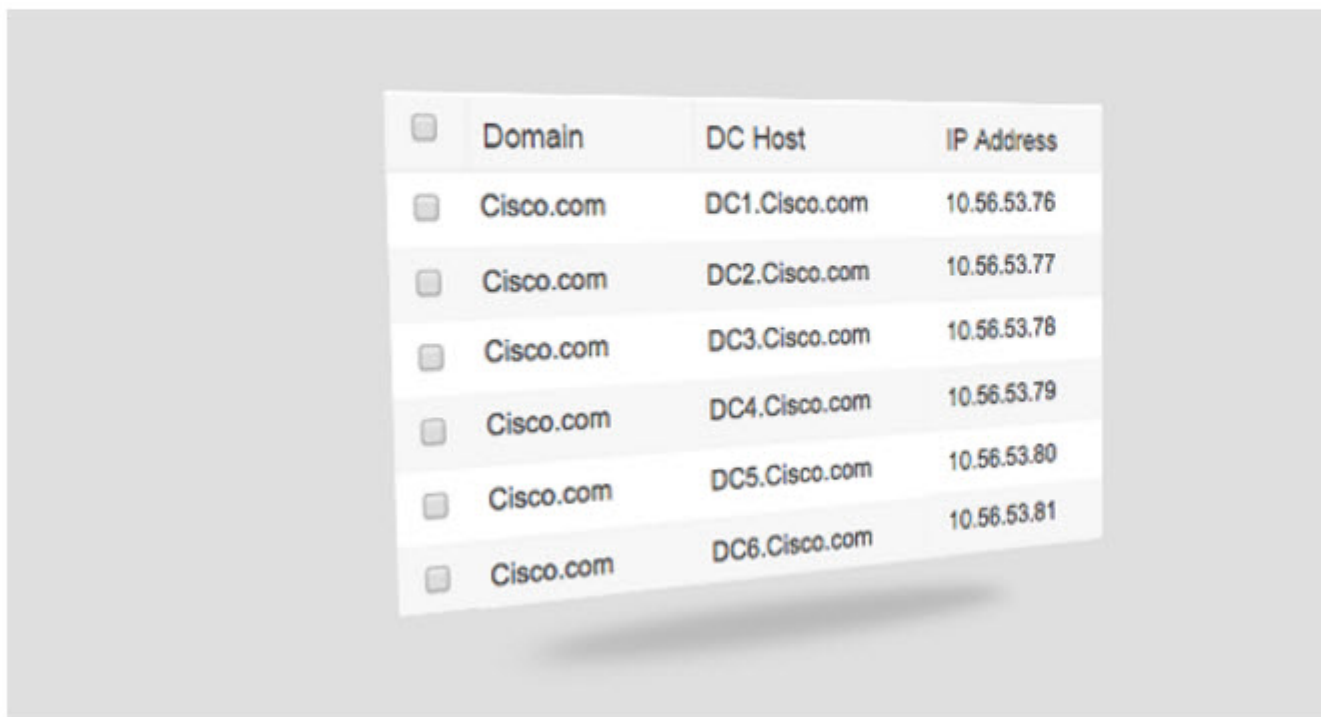 Domain DC Host IP Address
Cisco.com DC1.Cisco.com 10.56.53.76
Cisco.com DC2.Cisco.com 10.56.53.77
Cisco.com DC3.Cisco.com 10.56.53.78
Cisco.com DC4.Cisco.com 10.56.53.79
Cisco.com DC5.Cisco.com 10.56.53.80
Cisco.com DC6.Cisco.com 10.56.53.81